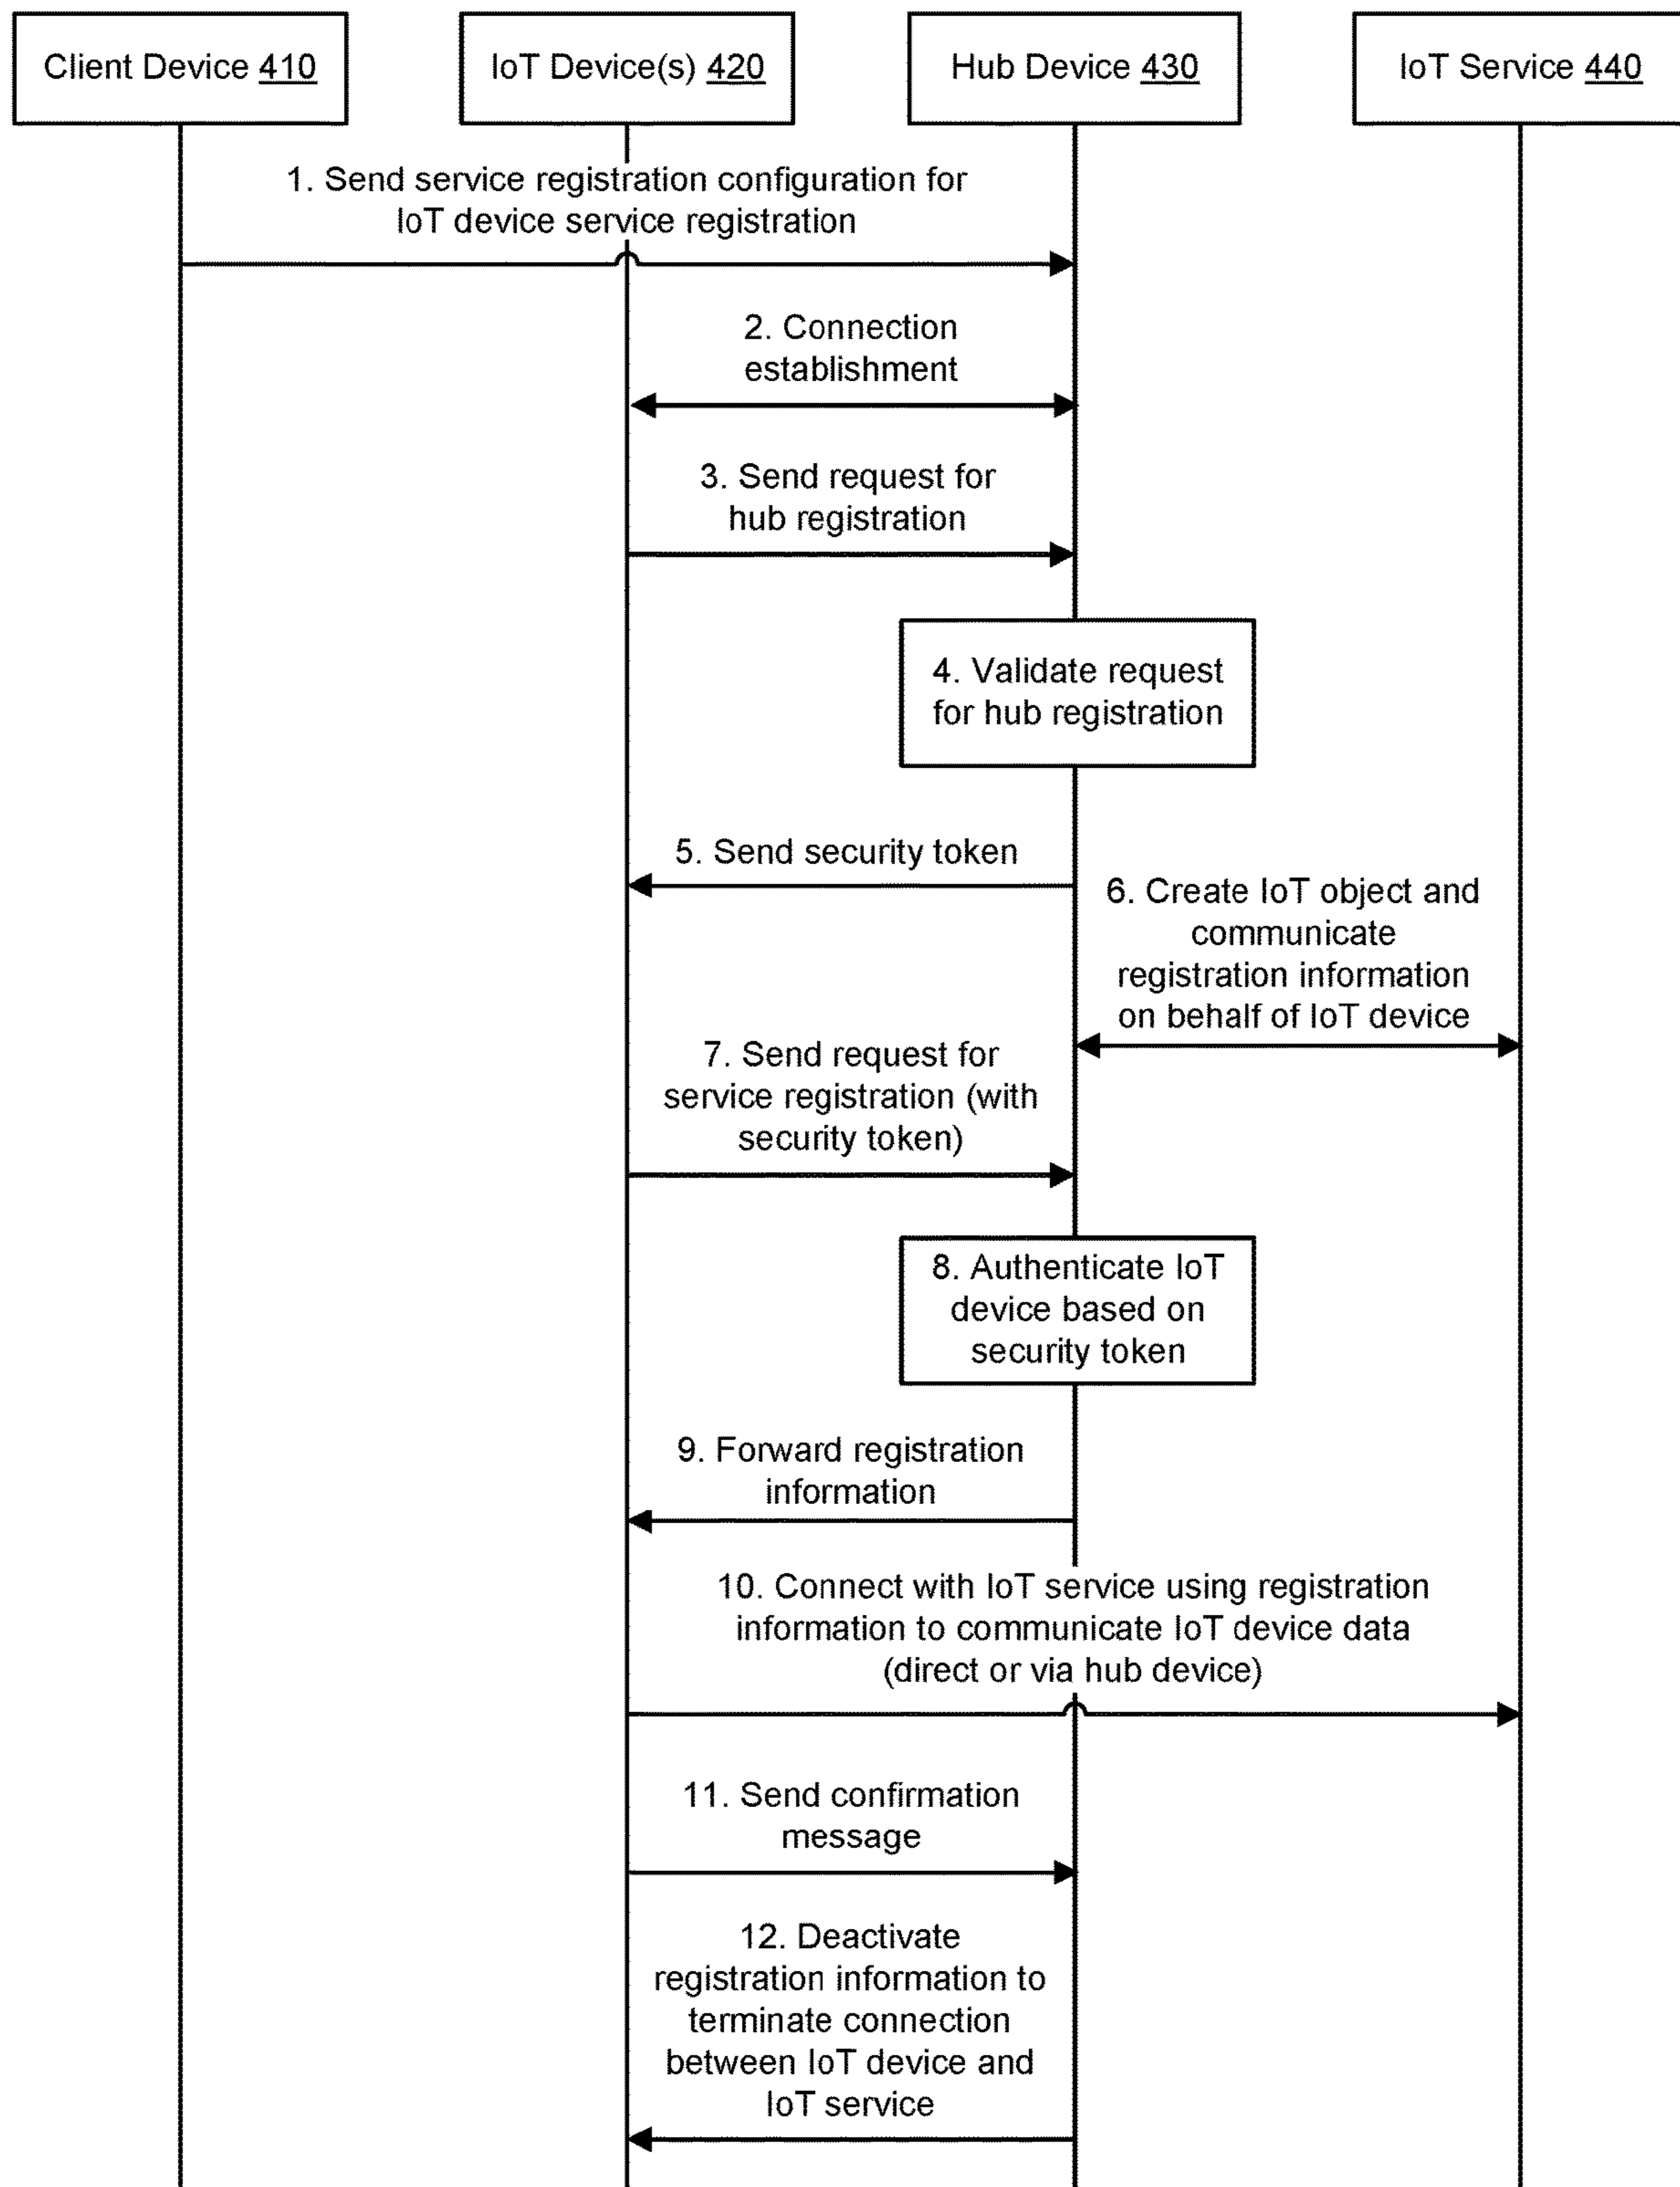 Client Device 410
IoT Device(s) 420
Hub Device 430
IoT Service 440
1. Send service registration configuration for
IoT device service registration
2. Connection
establishment
3. Send request for
hub registration
4. Validate request
for hub registration
5. Send security token
6. Create IoT object and
communicate
registration information
on behalf of IoT device
7. Send request for
service registration (with
security token)
8. Authenticate IoT
device based on
security token
9. Forward registration
information
10. Connect with IoT service using registration
information to communicate IoT device data
(direct or via hub device)
11. Send confirmation
message
12. Deactivate
registration information to
terminate connection
between IoT device and
IoT service